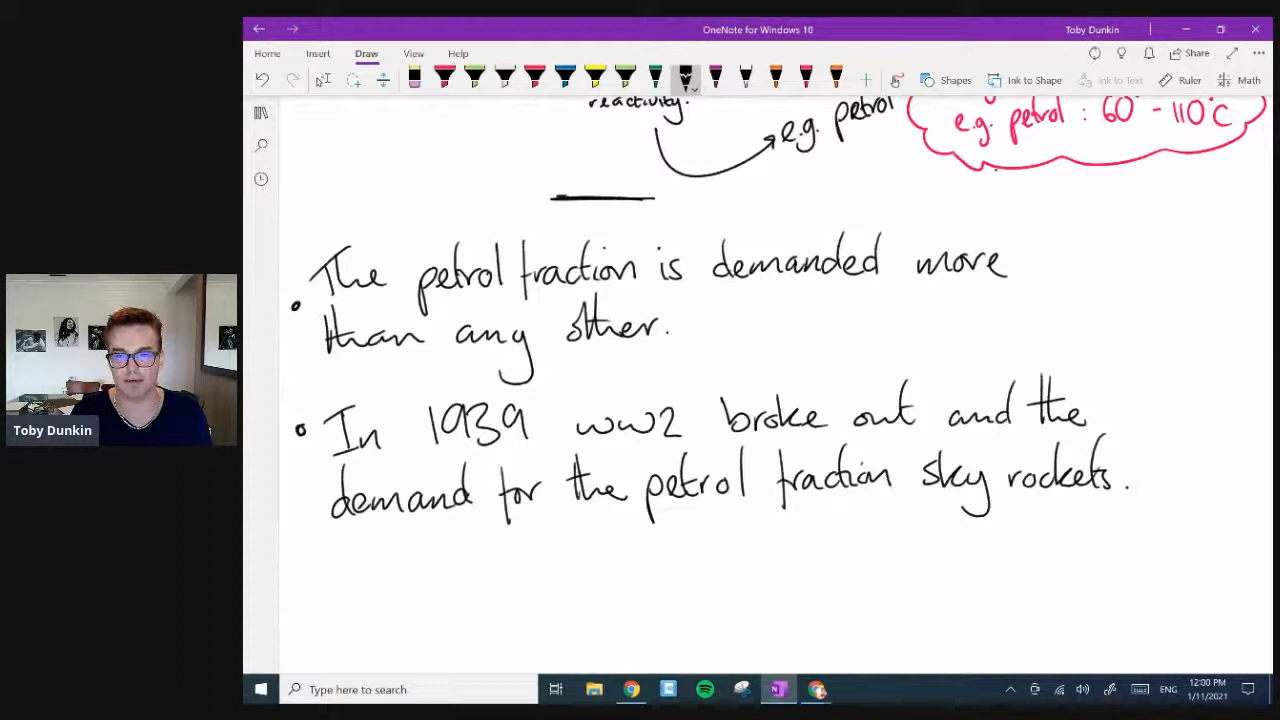 OneNote for Windows 10
Toby Dunkin
Home Insert Draw View Help
Share
Shapes
Ink to Shape
Ink to Text
Ruler
Math
reactivity.
e.g. petrol
e.g. petrol : 60° - 110°C
The petrol fraction is demanded more
than any other.
In 1939 ww2 broke out and the
demand for the petrol fraction sky rockets.
Toby Dunkin
Type here to search
ENG
12:00 PM
1/11/2021